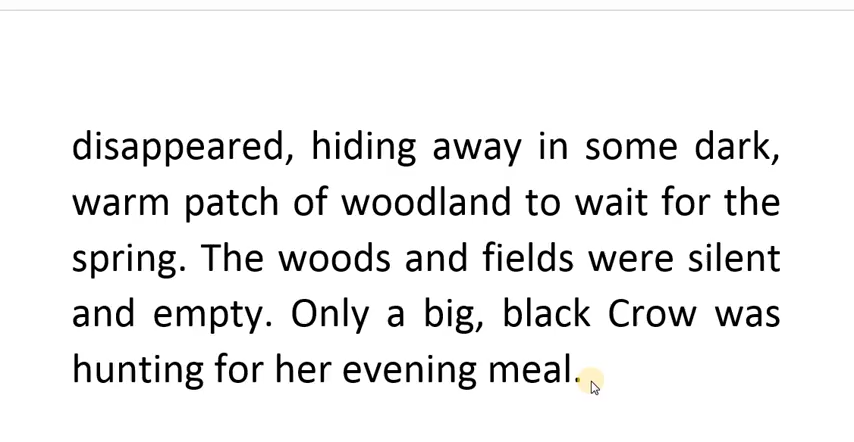 disappeared, hiding away in some dark,
warm patch of woodland to wait for the
spring. The woods and fields were silent
and empty. Only a big, black Crow was
hunting for her evening meal.